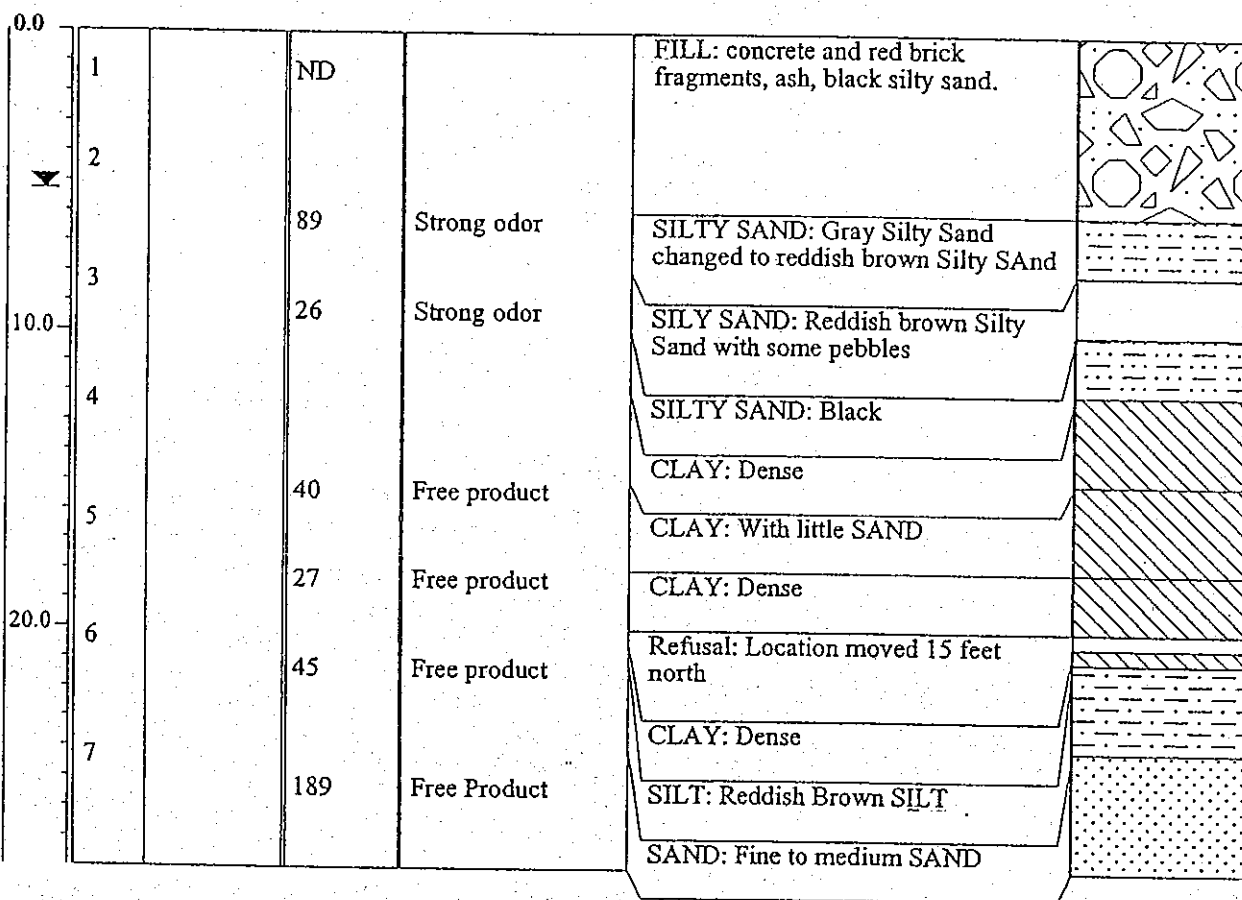 0.0
1
ND
FILL: concrete and red brick
fragments, ash, black silty sand.
2
89
Strong odor
SILTY SAND: Gray Silty Sand
changed to reddish brown Silty SAnd
3
10.0
26
Strong odor
SILY SAND: Reddish brown Silty
Sand with some pebbles
4
SILTY SAND: Black
CLAY: Dense
40
Free product
5
CLAY: With little SAND
27
Free product
CLAY: Dense
20.0
6
Refusal: Location moved 15 feet
north
45
Free product
CLAY: Dense
7
189
Free Product
SILT: Reddish Brown SILT
SAND: Fine to medium SAND